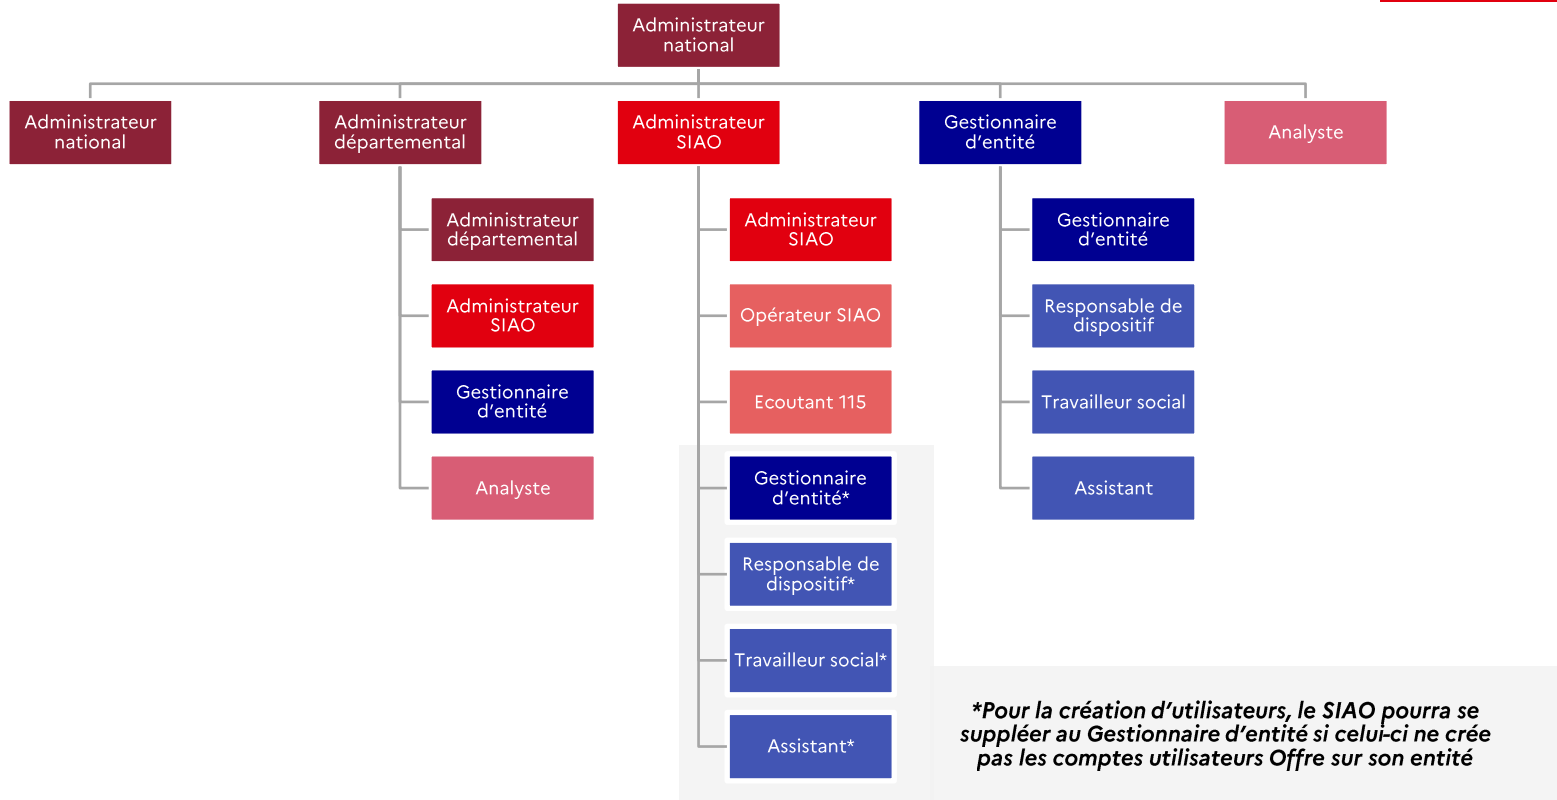 Administrateur
national
Administrateur
national
Administrateur
départemental
Administrateur
SIAO
Gestionnaire
d'entité
Analyste
Administrateur
départemental
Administrateur
SIAO
Gestionnaire
d'entité
Analyste
Administrateur
SIAO
Opérateur SIAO
Ecoutant 115
Gestionnaire
d'entité*
Responsable de
dispositif*
Travailleur social*
Assistant*
Gestionnaire
d'entité
Responsable de
dispositif
Travailleur social
Assistant
*Pour la création d'utilisateurs, le SIAO pourra se
suppléer au Gestionnaire d'entité si celui-ci ne crée
pas les comptes utilisateurs Offre sur son entité